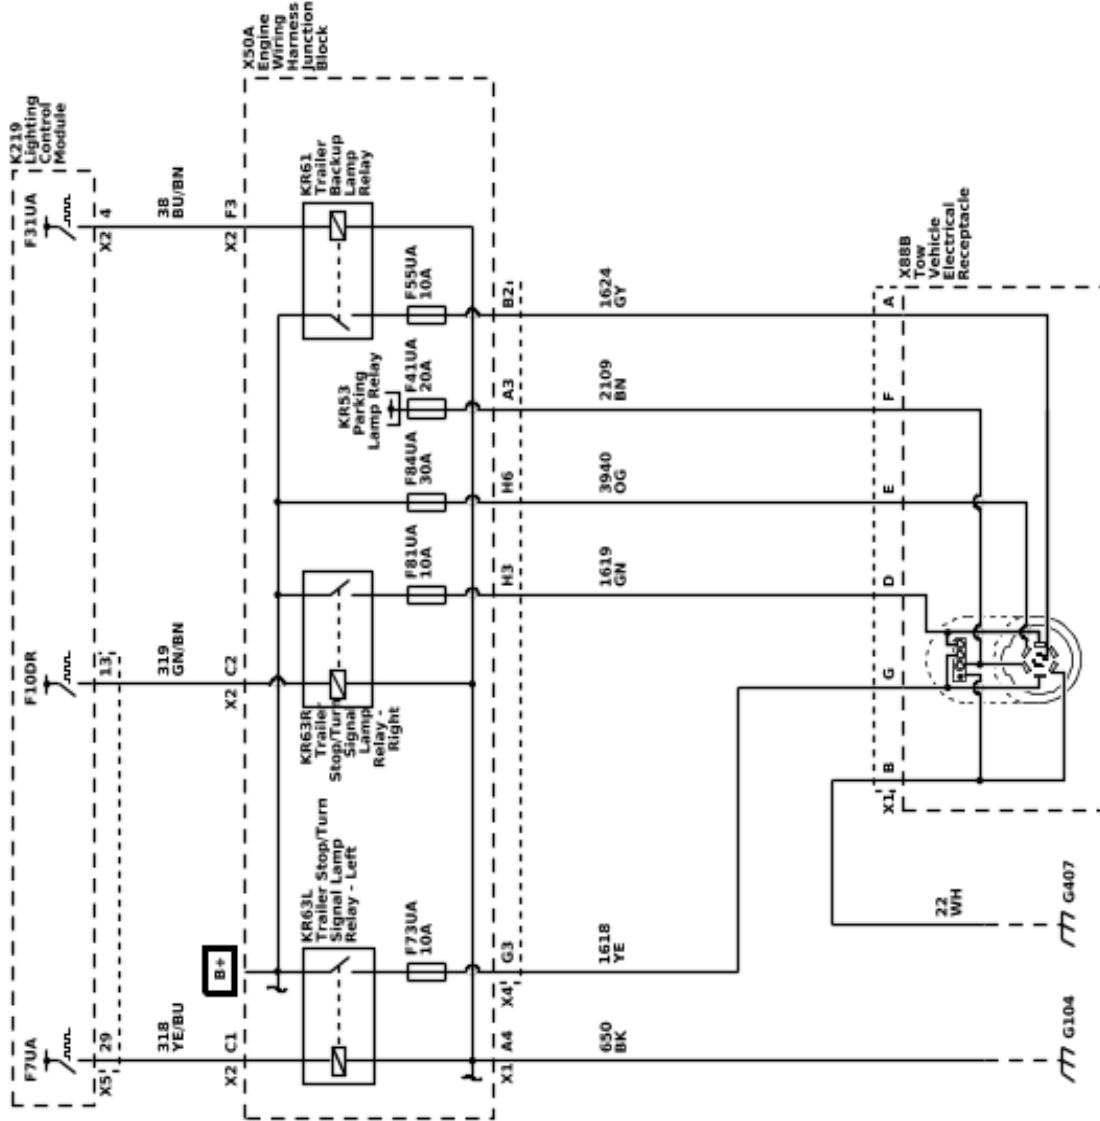 K219
Lighting
Control
Module
F7UA
F10DR
F31UA
X5
29
13
X2
4
318
YE/BU
319
GN/BN
38
BU/BN
X2
C1
X2
C2
X2
F3
B+
X50A
Engine
Wiring
Harness
Junction
Block
KR63L
Trailer Stop/Turn
Signal Lamp
Relay - Left
KR63R
Trailer
Stop/Turn
Signal
Lamp
Relay -
Right
KR61
Trailer
Backup
Lamp
Relay
KR53
Parking
Lamp Relay
F73UA
10A
F81UA
10A
F84UA
30A
F41UA
20A
F55UA
10A
X1
A4
X4
G3
H3
H6
A3
B2
650
BK
1618
YE
1619
GN
3940
OG
2109
BN
1624
GY
X1
B
G
D
E
F
A
X88B
Tow
Vehicle
Electrical
Receptacle
22
WH
G104
G407